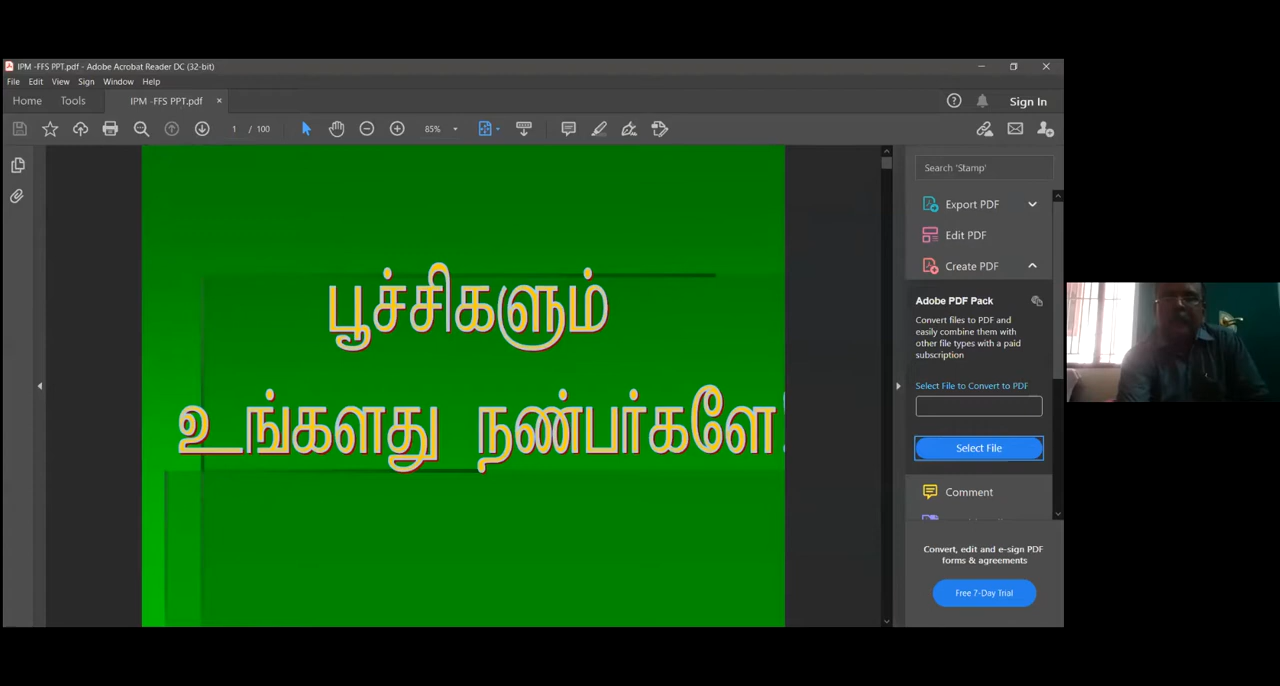 IPM -FFS PPT.pdf - Adobe Acrobat Reader DC (32-bit)
File Edit View Sign Window Help
Home Tools IPM -FFS PPT.pdf × Sign In
1 / 100 85%
பூச்சிகளும்
உங்களது நண்பர்களே
Search 'Stamp'
Export PDF
Edit PDF
Create PDF
Adobe PDF Pack
Convert files to PDF and
easily combine them with
other file types with a paid
subscription
Select File to Convert to PDF
Select File
Comment
Convert, edit and e-sign PDF
forms & agreements
Free 7-Day Trial